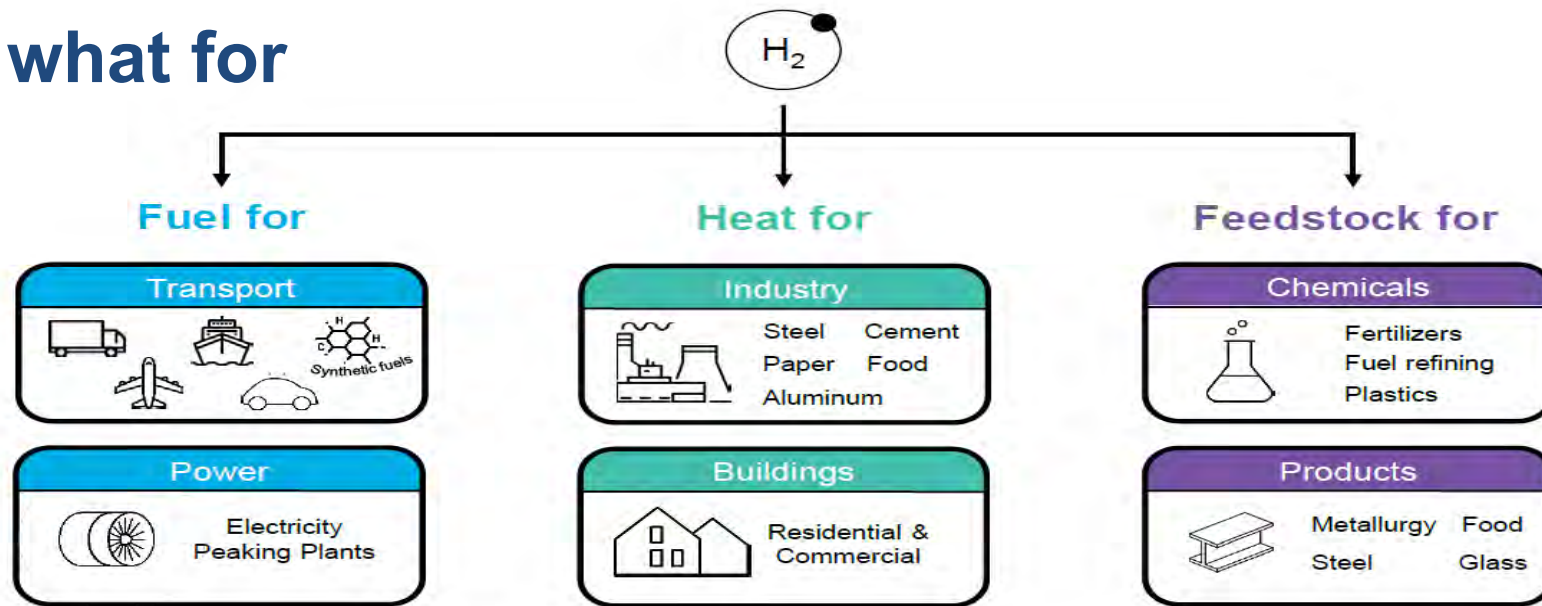 what for
H₂
Fuel for
Transport
H
C
H
Synthetic fuels
Power
Electricity
Peaking Plants
Heat for
Industry
Steel Cement
Paper Food
Aluminum
Buildings
Residential &
Commercial
Feedstock for
Chemicals
Fertilizers
Fuel refining
Plastics
Products
Metallurgy Food
Steel Glass